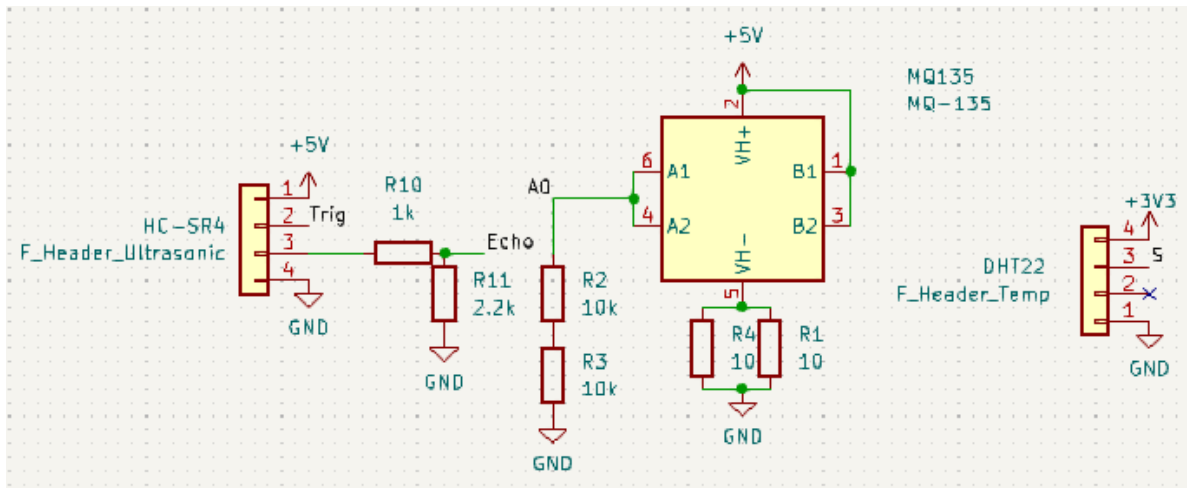 +5V
HC-SR4
F_Header_Ultrasonic
1
2
3
4
Trig
GND
R10
1k
Echo
R11
2.2k
GND
A0
R2
10k
R3
10k
GND
+5V
MQ135
MQ-135
2
VH+
6
A1
B1
1
4
A2
B2
3
VH-
5
R4
10
R1
10
GND
+3V3
DHT22
F_Header_Temp
4
3
2
1
S
GND